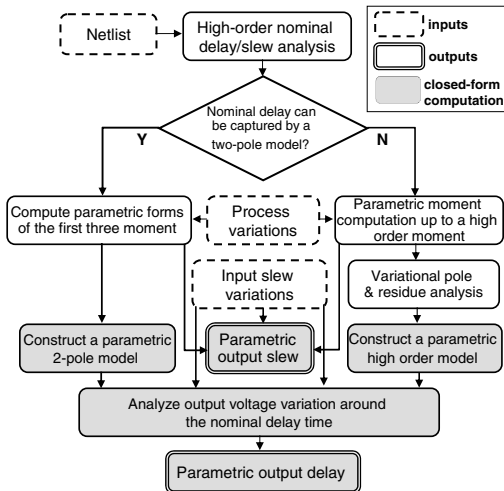 Netlist
High-order nominal
delay/slew analysis
inputs
outputs
closed-form
computation
Nominal delay can
be captured by a
two-pole model?
Y
N
Compute parametric forms
of the first three moment
Process
variations
Parametric moment
computation up to a high
order moment
Input slew
variations
Variational pole
& residue analysis
Construct a parametric
2-pole model
Parametric
output slew
Construct a parametric
high order model
Analyze output voltage variation around
the nominal delay time
Parametric output delay